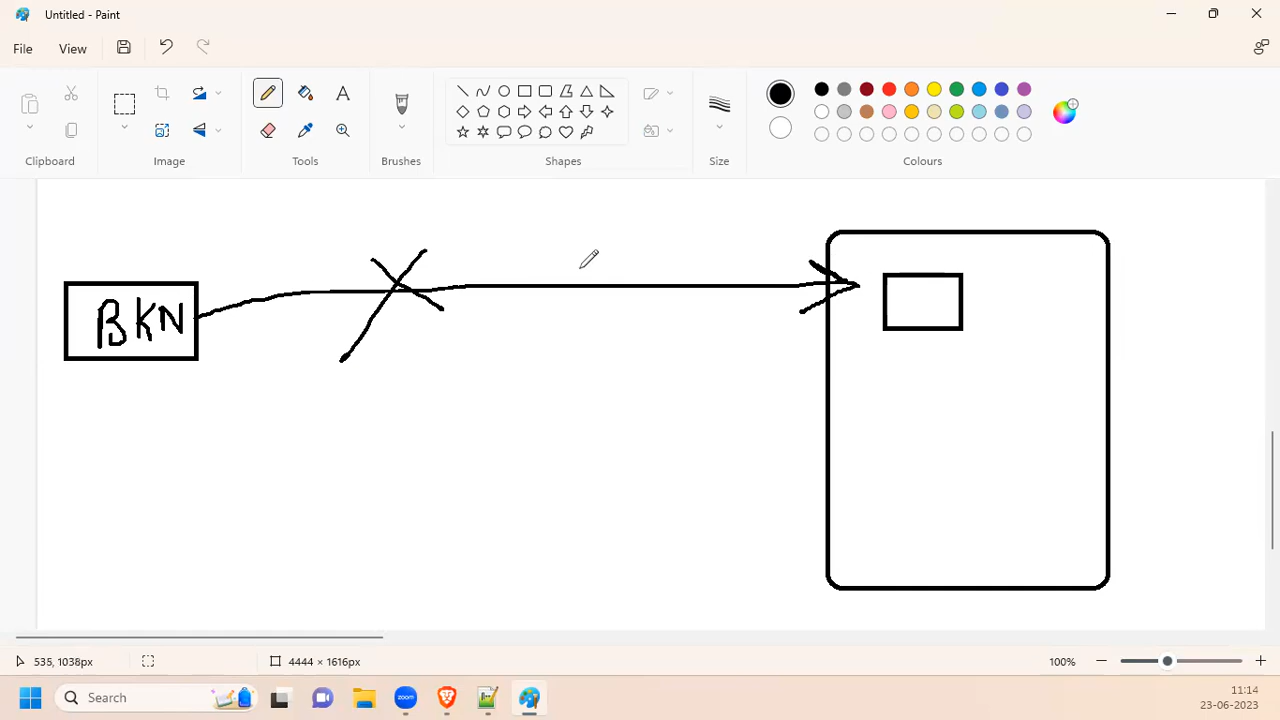 Untitled - Paint
File View
Clipboard Image Tools Brushes Shapes Size Colours
BKN
535, 1038px 4444 × 1616px 100%
Search zoom 11:14
23-06-2023